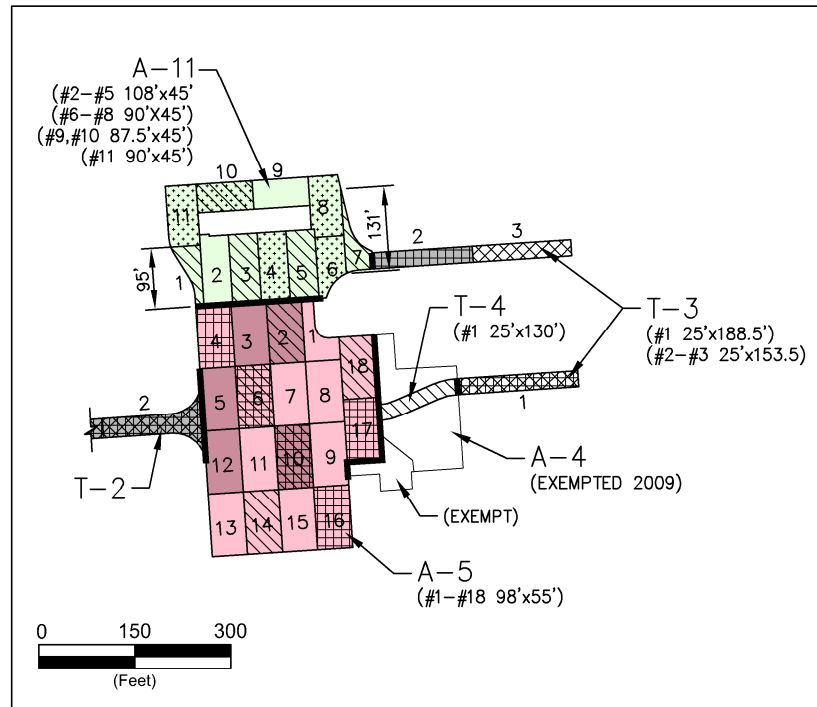 A-11
(#2-#5 108'x45'
(#6-#8 90'X45')
(#9,#10 87.5'x45')
(#11 90'x45')
10
9
11
8
131'
2
3
95'
1
2
3
4
5
6
7
T-4
(#1 25'x130')
T-3
(#1 25'x188.5')
(#2-#3 25'x153.5)
4
3
2
1
18
2
5
6
7
8
1
17
T-2
12
11
10
9
A-4
(EXEMPTED 2009)
(EXEMPT)
13
14
15
16
A-5
(#1-#18 98'x55')
0 150 300
(Feet)